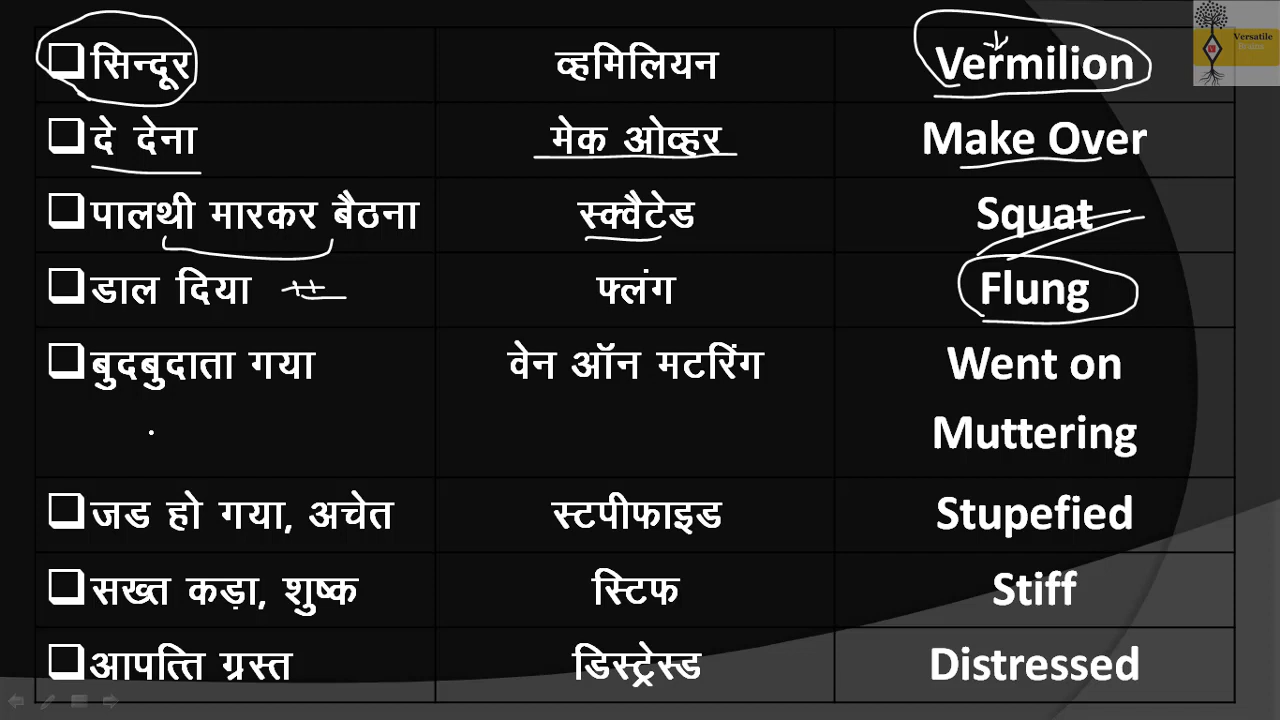 ❑सिन्दूर व्हमिलियन Vermilion
Versatile
Brains
❑दे देना मेक ओव्हर Make Over
❑पालथी मारकर बैठना स्क्वैटेड Squat
❑डाल दिया फ्लंग Flung
❑बुदबुदाता गया वेन ऑन मटरिंग Went on
Muttering
❑जड हो गया, अचेत स्टपीफाइड Stupefied
❑सख्त कड़ा, शुष्क स्टिफ Stiff
❑आपत्ति ग्रस्त डिस्ट्रेस्ड Distressed